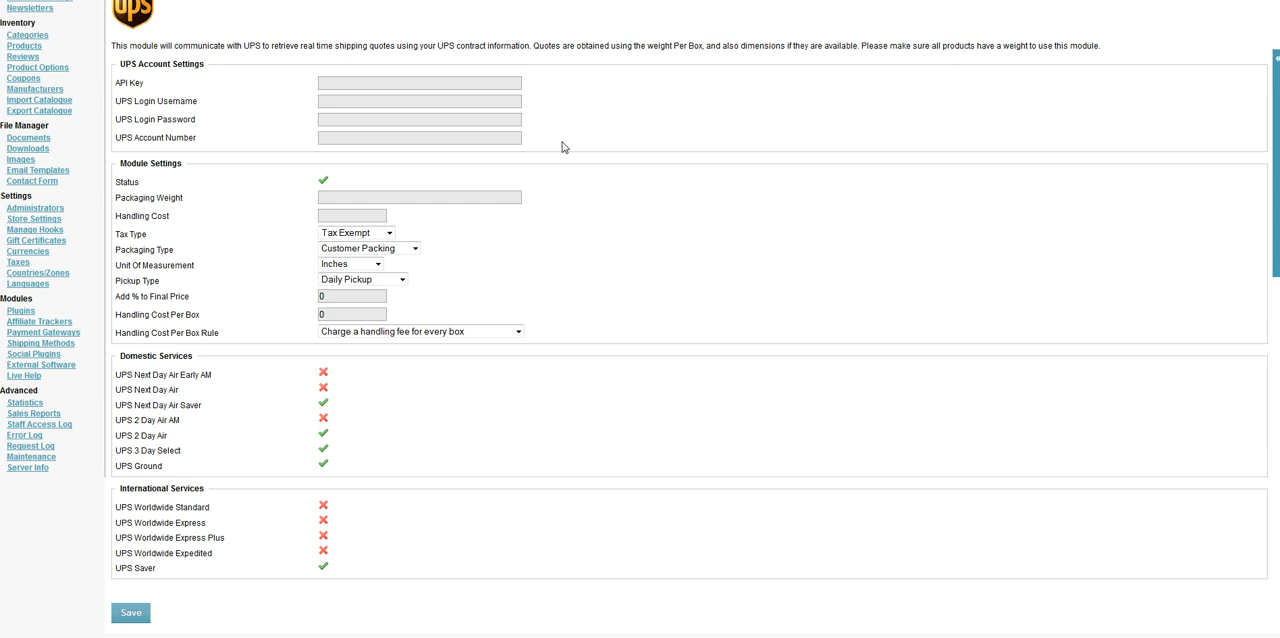 Newsletters
Inventory
Categories
Products
Reviews
Product Options
Coupons
Manufacturers
Import Catalogue
Export Catalogue
File Manager
Documents
Downloads
Images
Email Templates
Contact Form
Settings
Administrators
Store Settings
Manage Hooks
Gift Certificates
Currencies
Taxes
Countries/Zones
Languages
Modules
Plugins
Affiliate Trackers
Payment Gateways
Shipping Methods
Social Plugins
External Software
Live Help
Advanced
Statistics
Sales Reports
Staff Access Log
Error Log
Request Log
Maintenance
Server Info
ups
This module will communicate with UPS to retrieve real time shipping quotes using your UPS contract information. Quotes are obtained using the weight Per Box, and also dimensions if they are available. Please make sure all products have a weight to use this module.
UPS Account Settings
API Key
UPS Login Username
UPS Login Password
UPS Account Number
Module Settings
Status
Packaging Weight
Handling Cost
Tax Type Tax Exempt
Packaging Type Customer Packing
Unit Of Measurement Inches
Pickup Type Daily Pickup
Add % to Final Price 0
Handling Cost Per Box 0
Handling Cost Per Box Rule Charge a handling fee for every box
Domestic Services
UPS Next Day Air Early AM
UPS Next Day Air
UPS Next Day Air Saver
UPS 2 Day Air AM
UPS 2 Day Air
UPS 3 Day Select
UPS Ground
International Services
UPS Worldwide Standard
UPS Worldwide Express
UPS Worldwide Express Plus
UPS Worldwide Expedited
UPS Saver
Save